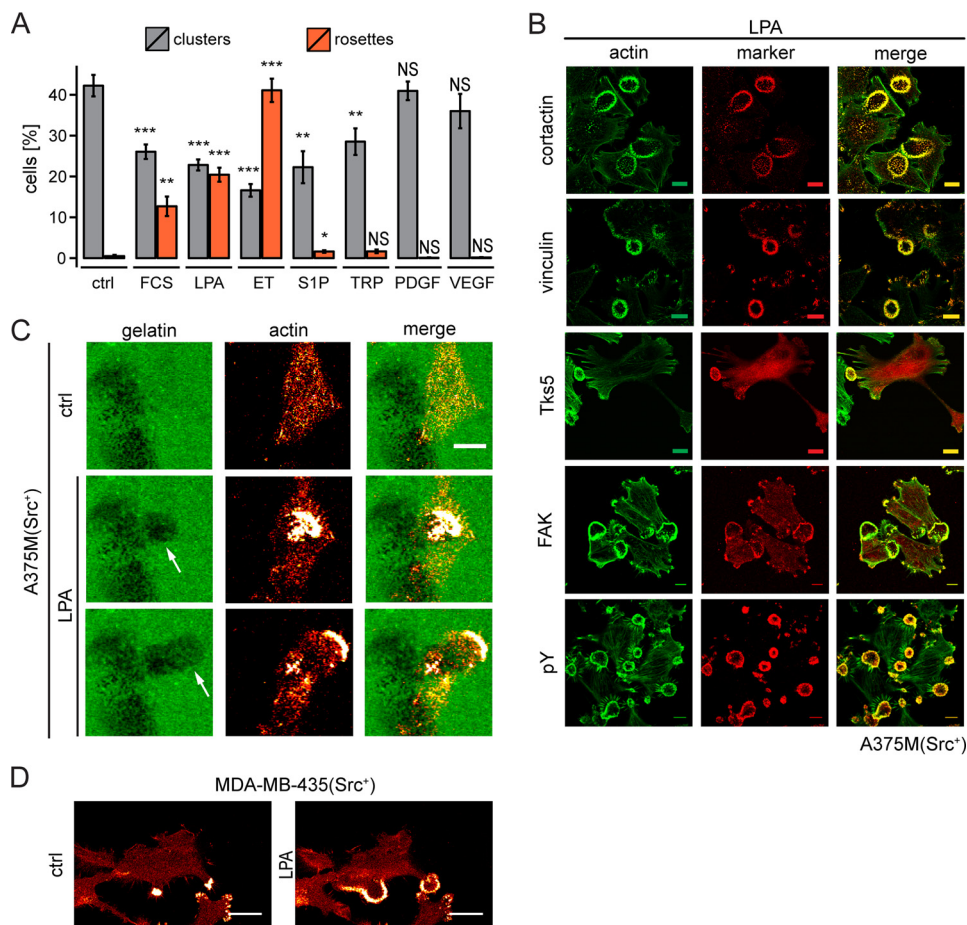 A
clusters rosettes
cells [%]
40
30
20
10
0
*** ** *** *** *** *** ** * ** NS NS NS NS NS
ctrl FCS LPA ET S1P TRP PDGF VEGF
B
LPA
actin marker merge
cortactin
vinculin
Tks5
FAK
pY
A375M(Src⁺)
C
gelatin actin merge
ctrl
A375M(Src⁺)
LPA
D
MDA-MB-435(Src⁺)
ctrl
LPA